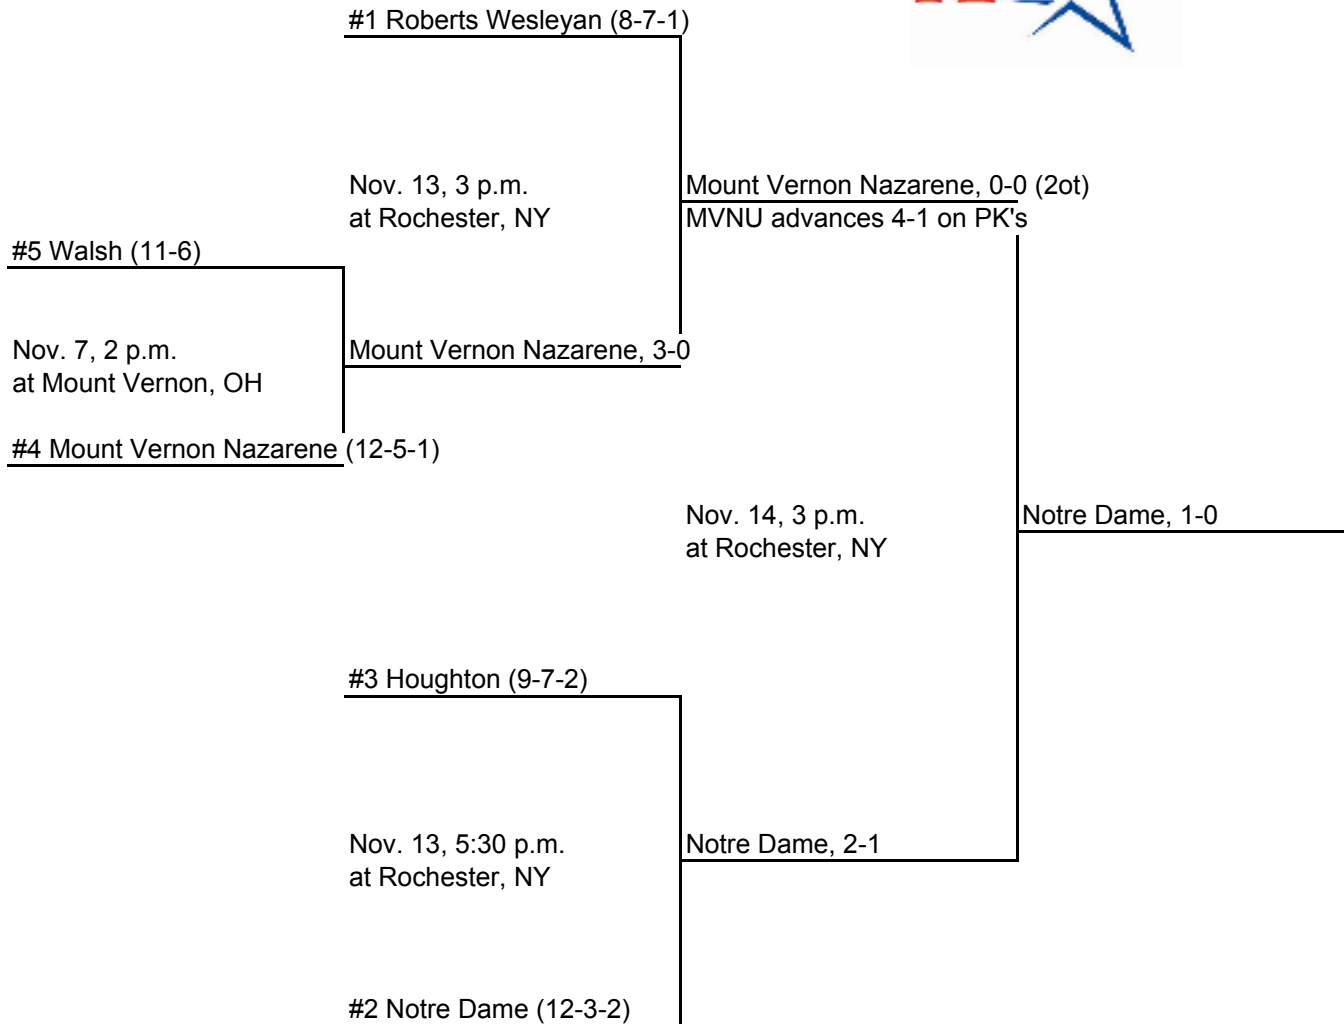 #1 Roberts Wesleyan (8-7-1)
Nov. 13, 3 p.m.
at Rochester, NY
Mount Vernon Nazarene, 0-0 (2ot)
MVNU advances 4-1 on PK's
#5 Walsh (11-6)
Nov. 7, 2 p.m.
at Mount Vernon, OH
Mount Vernon Nazarene, 3-0
#4 Mount Vernon Nazarene (12-5-1)
Nov. 14, 3 p.m.
at Rochester, NY
Notre Dame, 1-0
#3 Houghton (9-7-2)
Nov. 13, 5:30 p.m.
at Rochester, NY
Notre Dame, 2-1
#2 Notre Dame (12-3-2)